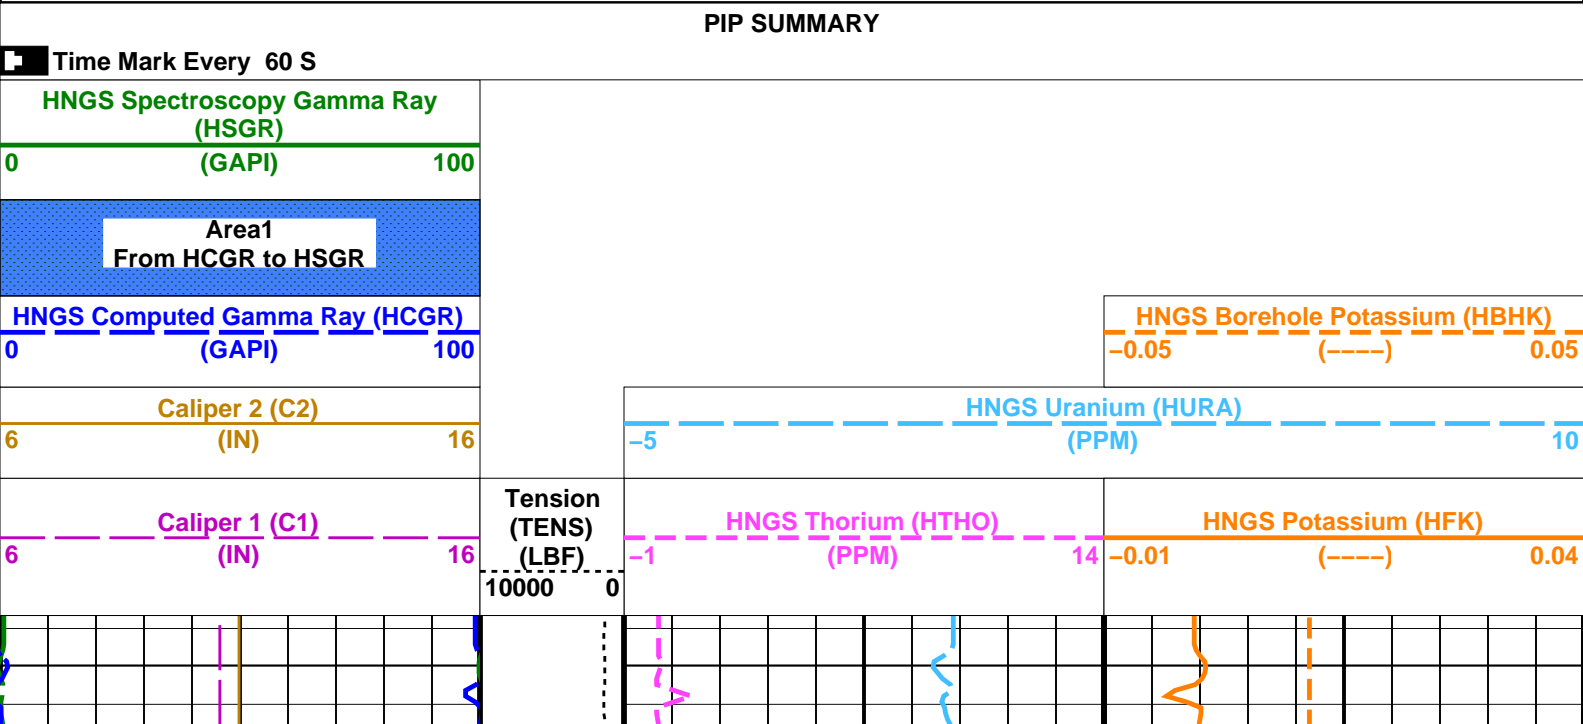 PIP SUMMARY
Time Mark Every 60 S
HNGS Spectroscopy Gamma Ray
(HSGR)
0 (GAPI) 100
Area1
From HCGR to HSGR
HNGS Computed Gamma Ray (HCGR)
0 (GAPI) 100
HNGS Borehole Potassium (HBHK)
−0.05 (−−−−) 0.05
Caliper 2 (C2)
6 (IN) 16
HNGS Uranium (HURA)
−5 (PPM) 10
Caliper 1 (C1)
6 (IN) 16
Tension
(TENS)
(LBF)
10000 0
HNGS Thorium (HTHO)
−1 (PPM) 14
HNGS Potassium (HFK)
−0.01 (−−−−) 0.04